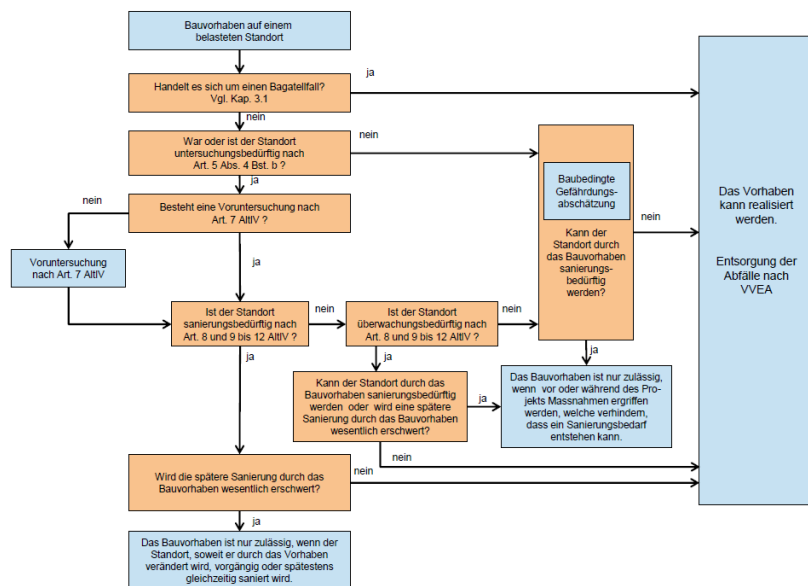 Bauvorhaben auf einem
belasteten Standort
ja
Handelt es sich um einen Bagatellfall?
Vgl. Kap. 3.1
nein
War oder ist der Standort
untersuchungsbedürftig nach
Art. 5 Abs. 4 Bst. b ?
nein
ja
Baubedingte
Gefährdungs-
abschätzung
Kann der
Standort durch
das Bauvorhaben
sanierungs-
bedürftig
werden?
nein
Das Vorhaben
kann realisiert
werden.
Entsorgung der
Abfälle nach
VVEA
nein
Besteht eine Voruntersuchung nach
Art. 7 AltlV ?
Voruntersuchung
nach Art. 7 AltlV
ja
Ist der Standort
sanierungsbedürftig nach
Art. 8 und 9 bis 12 AltlV ?
nein
Ist der Standort
überwachungsbedürftig nach
Art. 8 und 9 bis 12 AltlV ?
nein
ja
ja
ja
Kann der Standort durch das
Bauvorhaben sanierungsbedürftig
werden oder wird eine spätere
Sanierung durch das Bauvorhaben
wesentlich erschwert?
ja
Das Bauvorhaben ist nur zulässig,
wenn vor oder während des Pro-
jekts Massnahmen ergriffen
werden, welche verhindern,
dass ein Sanierungsbedarf
entstehen kann.
nein
Wird die spätere Sanierung durch das
Bauvorhaben wesentlich erschwert?
nein
ja
Das Bauvorhaben ist nur zulässig, wenn der
Standort, soweit er durch das Vorhaben
verändert wird, vorgängig oder spätestens
gleichzeitig saniert wird.